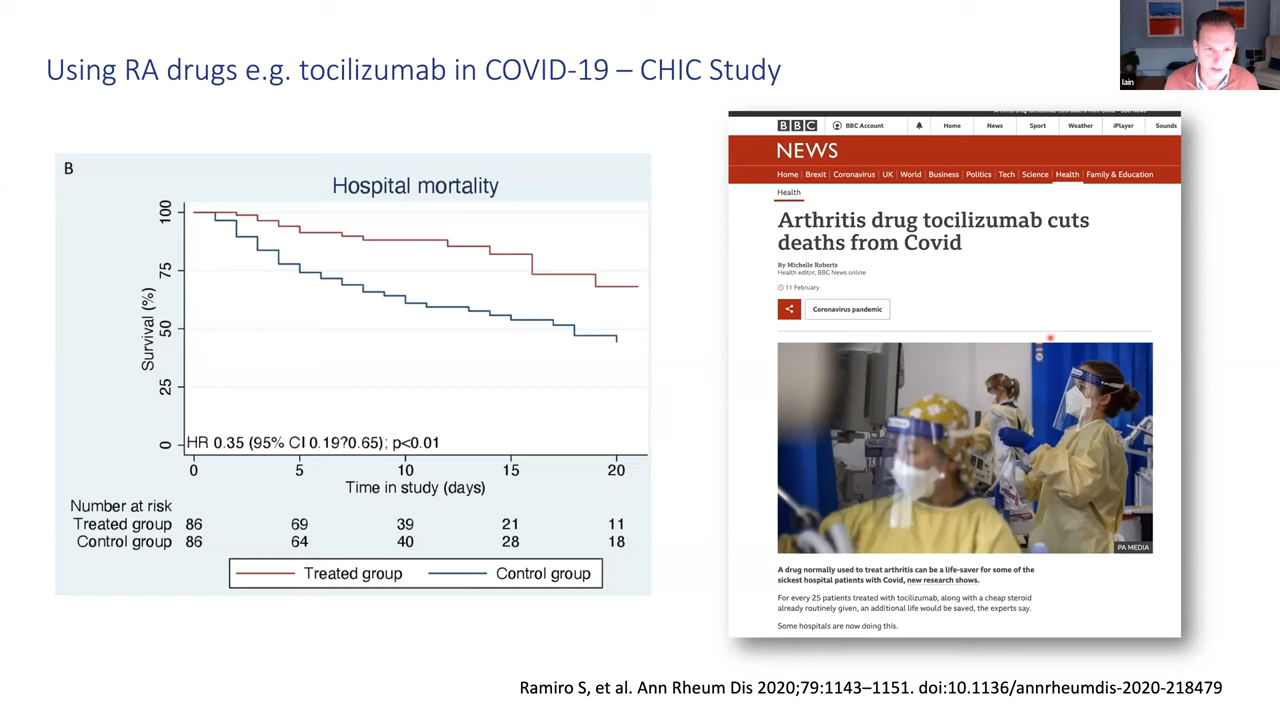 Using RA drugs e.g. tocilizumab in COVID-19 – CHIC Study
Iain
B
Hospital mortality
Survival (%)
100
75
50
25
0
HR 0.35 (95% CI 0.19?0.65); p<0.01
0 5 10 15 20
Time in study (days)
Number at risk
Treated group 86 69 39 21 11
Control group 86 64 40 28 18
Treated group Control group
BBC BBC Account Home News Sport Weather iPlayer Sounds
NEWS
Home Brexit Coronavirus UK World Business Politics Tech Science Health Family & Education
Health
Arthritis drug tocilizumab cuts
deaths from Covid
By Michelle Roberts
Health editor, BBC News online
11 February
Coronavirus pandemic
PA MEDIA
A drug normally used to treat arthritis can be a life-saver for some of the
sickest hospital patients with Covid, new research shows.
For every 25 patients treated with tocilizumab, along with a cheap steroid
already routinely given, an additional life would be saved, the experts say.
Some hospitals are now doing this.
Ramiro S, et al. Ann Rheum Dis 2020;79:1143–1151. doi:10.1136/annrheumdis-2020-218479